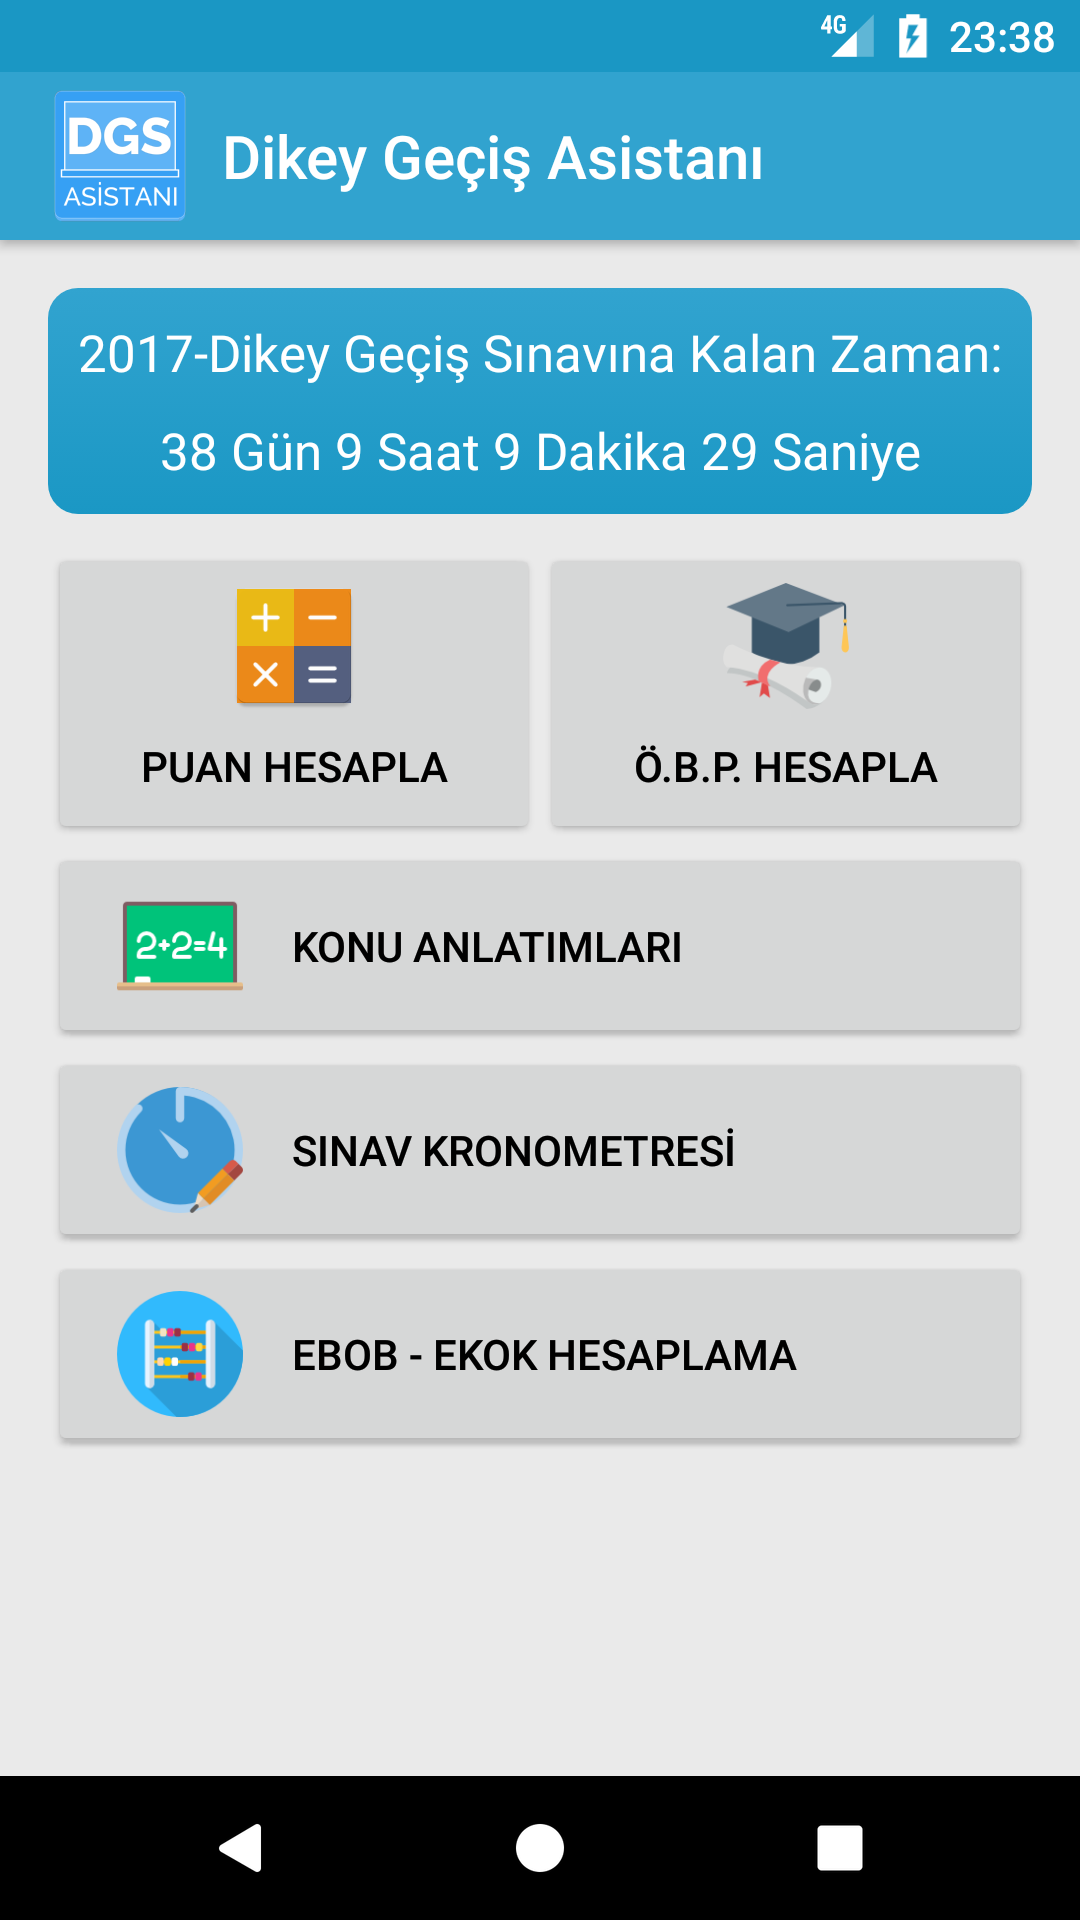 4G 23:38
DGS
ASİSTANI
Dikey Geçiş Asistanı
2017-Dikey Geçiş Sınavına Kalan Zaman:
38 Gün 9 Saat 9 Dakika 29 Saniye
PUAN HESAPLA
Ö.B.P. HESAPLA
2+2=4
KONU ANLATIMLARI
SINAV KRONOMETRESİ
EBOB - EKOK HESAPLAMA